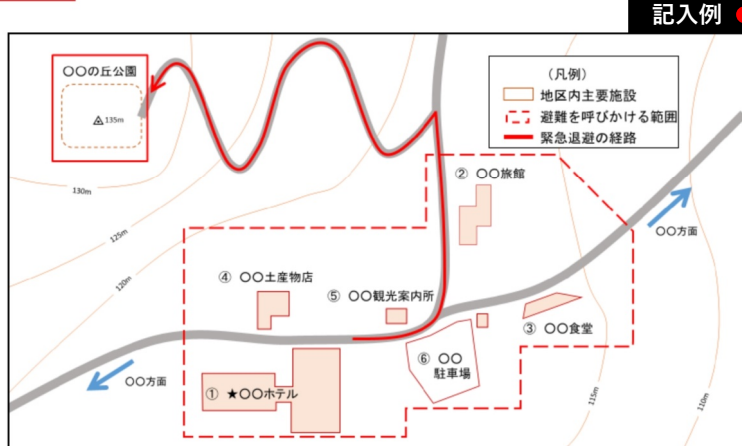 記入例
〇〇の丘公園
135m
（凡例）
地区内主要施設
避難を呼びかける範囲
緊急退避の経路
② 〇〇旅館
130m
〇〇方面
125m
120m
④ 〇〇土産物店
⑤ 〇〇観光案内所
③ 〇〇食堂
⑥ 〇〇
駐車場
〇〇方面
① ★〇〇ホテル
115m
110m